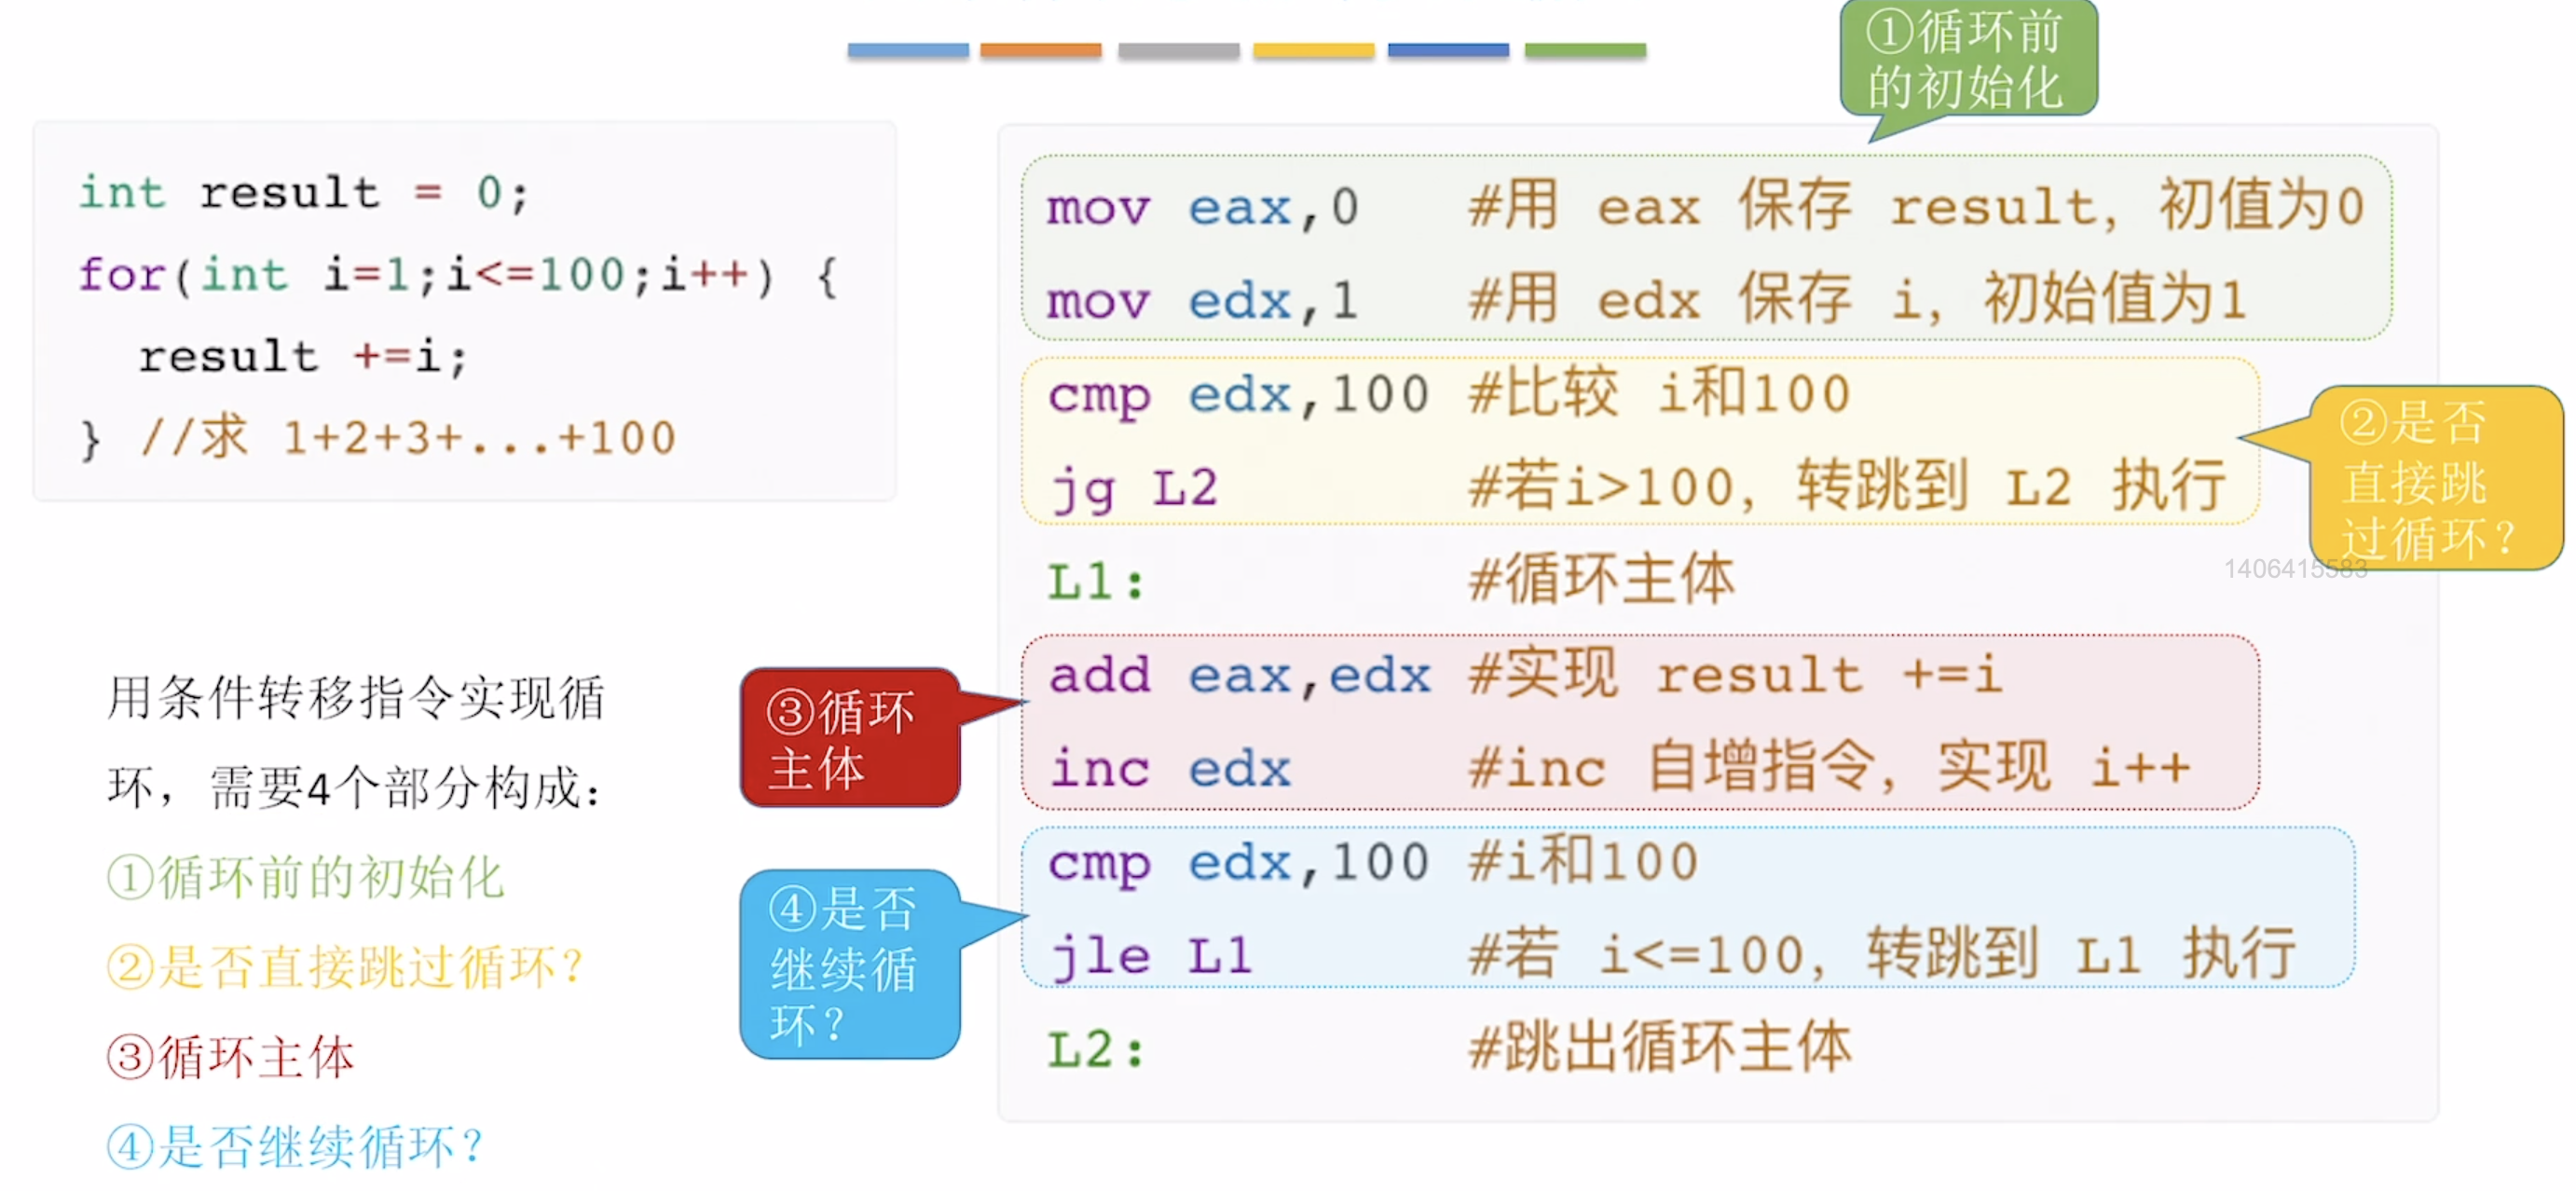 ①循环前
的初始化
int result = 0;
for(int i=1;i<=100;i++) {
result +=i;
} //求 1+2+3+...+100
mov eax,0 #用 eax 保存 result, 初值为0
mov edx,1 #用 edx 保存 i, 初始值为1
cmp edx,100 #比较 i和100
jg L2 #若i>100, 转跳到 L2 执行
②是否
直接跳
过循环?
1406415583
L1: #循环主体
add eax,edx #实现 result +=i
inc edx #inc 自增指令, 实现 i++
③循环
主体
cmp edx,100 #i和100
jle L1 #若 i<=100, 转跳到 L1 执行
④是否
继续循
环?
L2: #跳出循环主体
用条件转移指令实现循
环，需要4个部分构成：
①循环前的初始化
②是否直接跳过循环？
③循环主体
④是否继续循环？